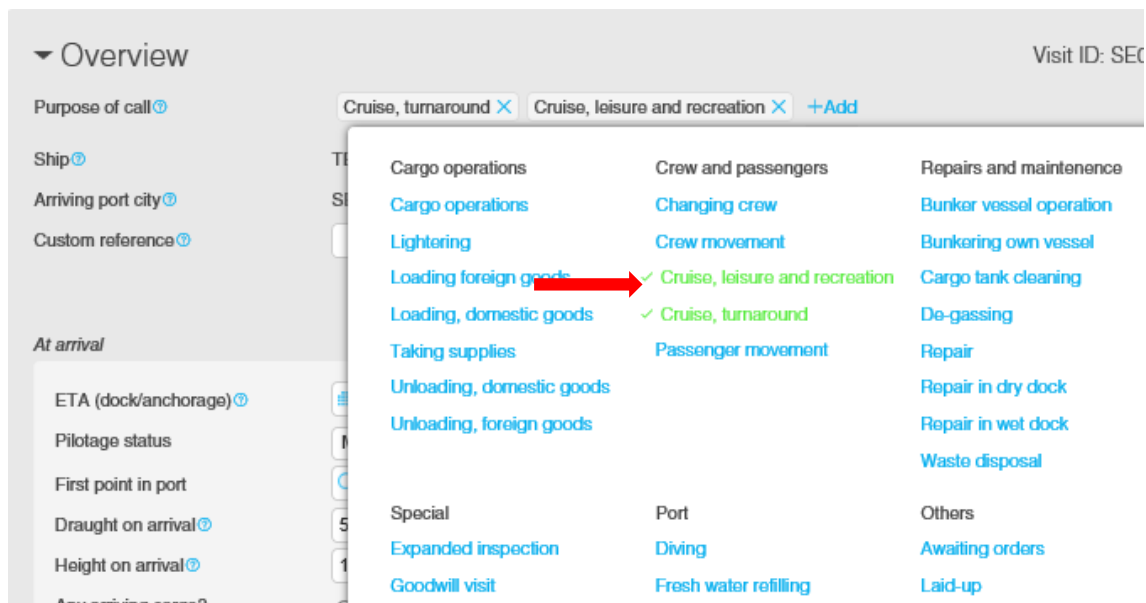 Overview
Visit ID: SE
Purpose of call
Cruise, turnaround Cruise, leisure and recreation +Add
Ship
Arriving port city
Custom reference
At arrival
ETA (dock/anchorage)
Pilotage status
First point in port
Draught on arrival
5
Height on arrival
1
Cargo operations
Cargo operations
Lightering
Loading foreign goods
Loading, domestic goods
Taking supplies
Unloading, domestic goods
Unloading, foreign goods
Crew and passengers
Changing crew
Crew movement
Cruise, leisure and recreation
Cruise, turnaround
Passenger movement
Repairs and maintenence
Bunker vessel operation
Bunkering own vessel
Cargo tank cleaning
De-gassing
Repair
Repair in dry dock
Repair in wet dock
Waste disposal
Special
Expanded inspection
Goodwill visit
Port
Diving
Fresh water refilling
Others
Awaiting orders
Laid-up